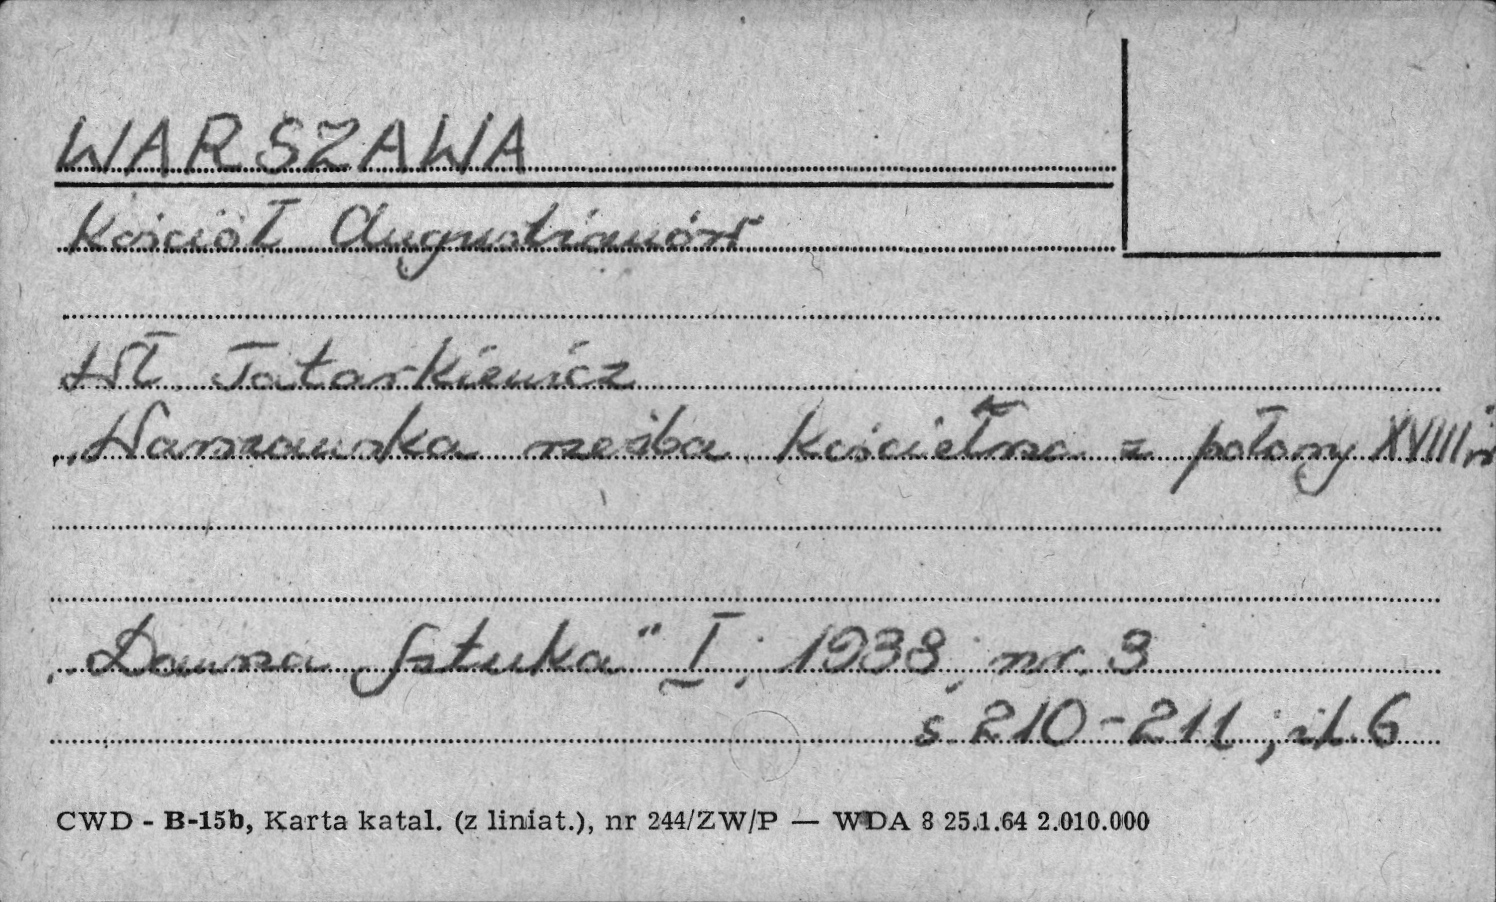 WARSZAWA
Kościół Augustianów
Wł. Tatarkiewicz
„Warszawska rzeźba kościelna z połowy XVIII w
„Dawna Sztuka" I; 1938; nr. 3
s. 210-211; il. 6
CWD - B-15b, Karta katal. (z liniat.), nr 244/ZW/P — WDA 8 25.1.64 2.010.000